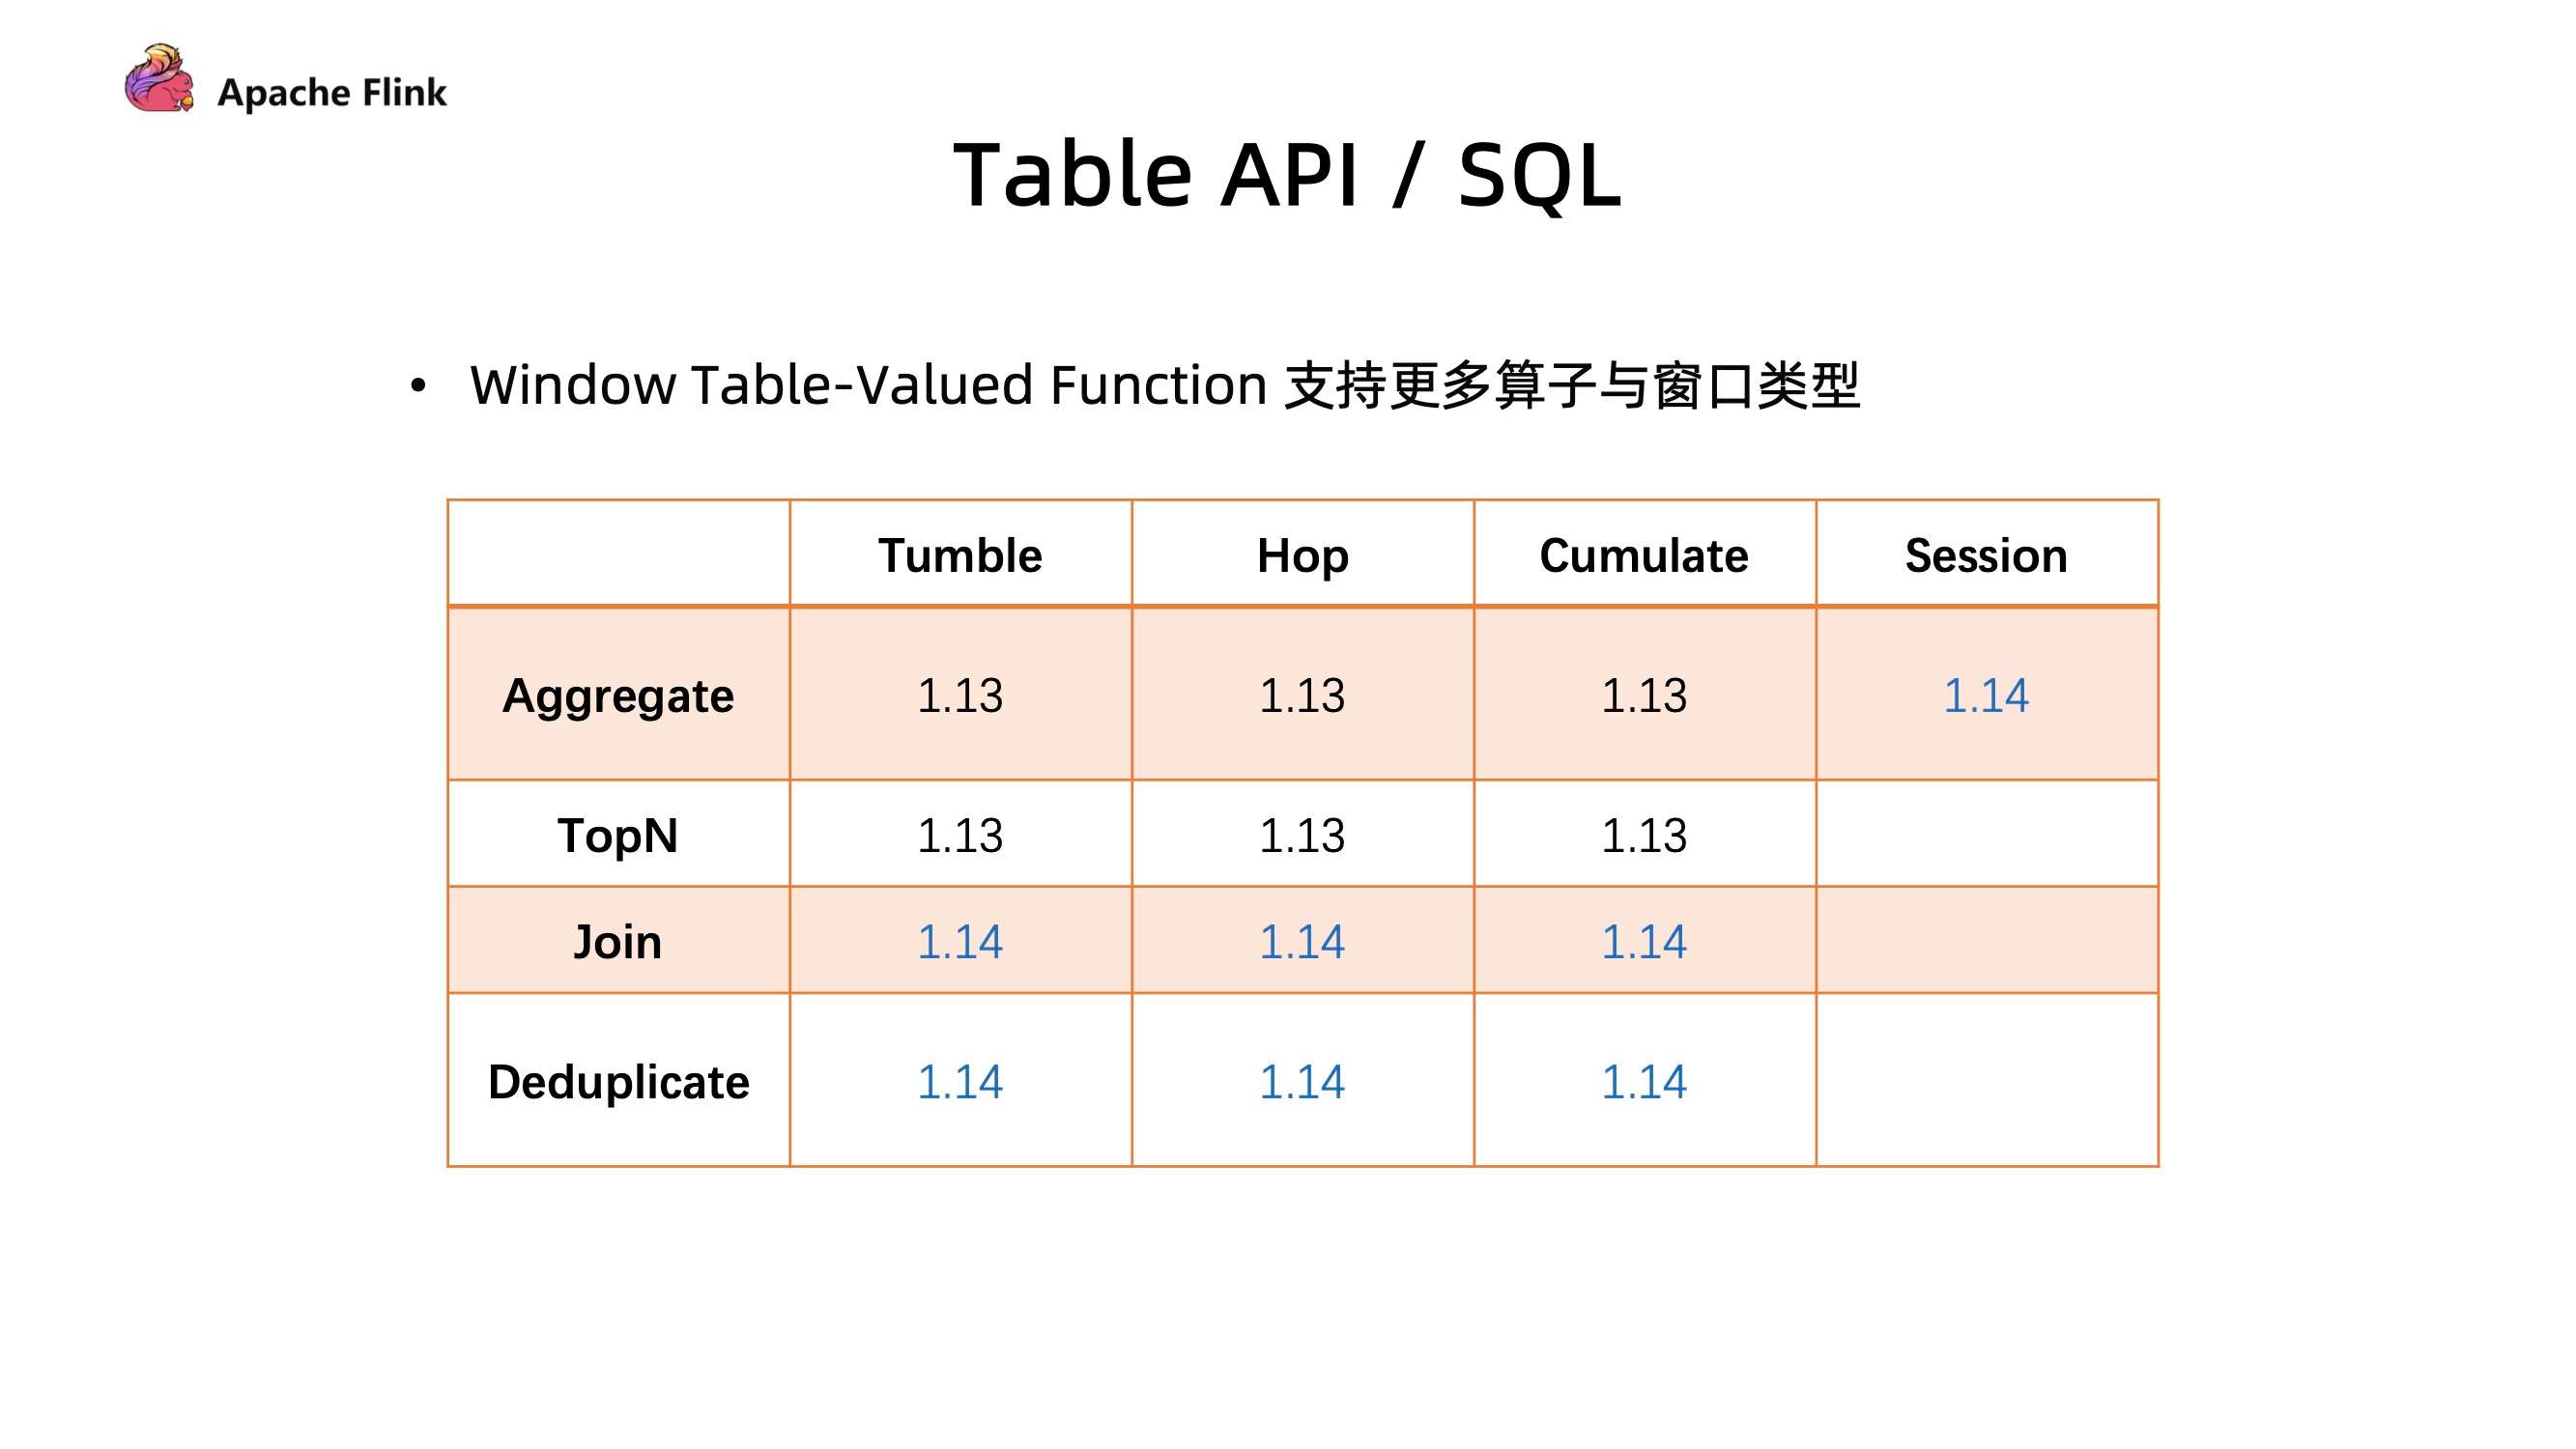 Apache Flink
Table API / SQL
• Window Table-Valued Function 支持更多算子与窗口类型
Tumble Hop Cumulate Session
Aggregate 1.13 1.13 1.13 1.14
TopN 1.13 1.13 1.13
Join 1.14 1.14 1.14
Deduplicate 1.14 1.14 1.14